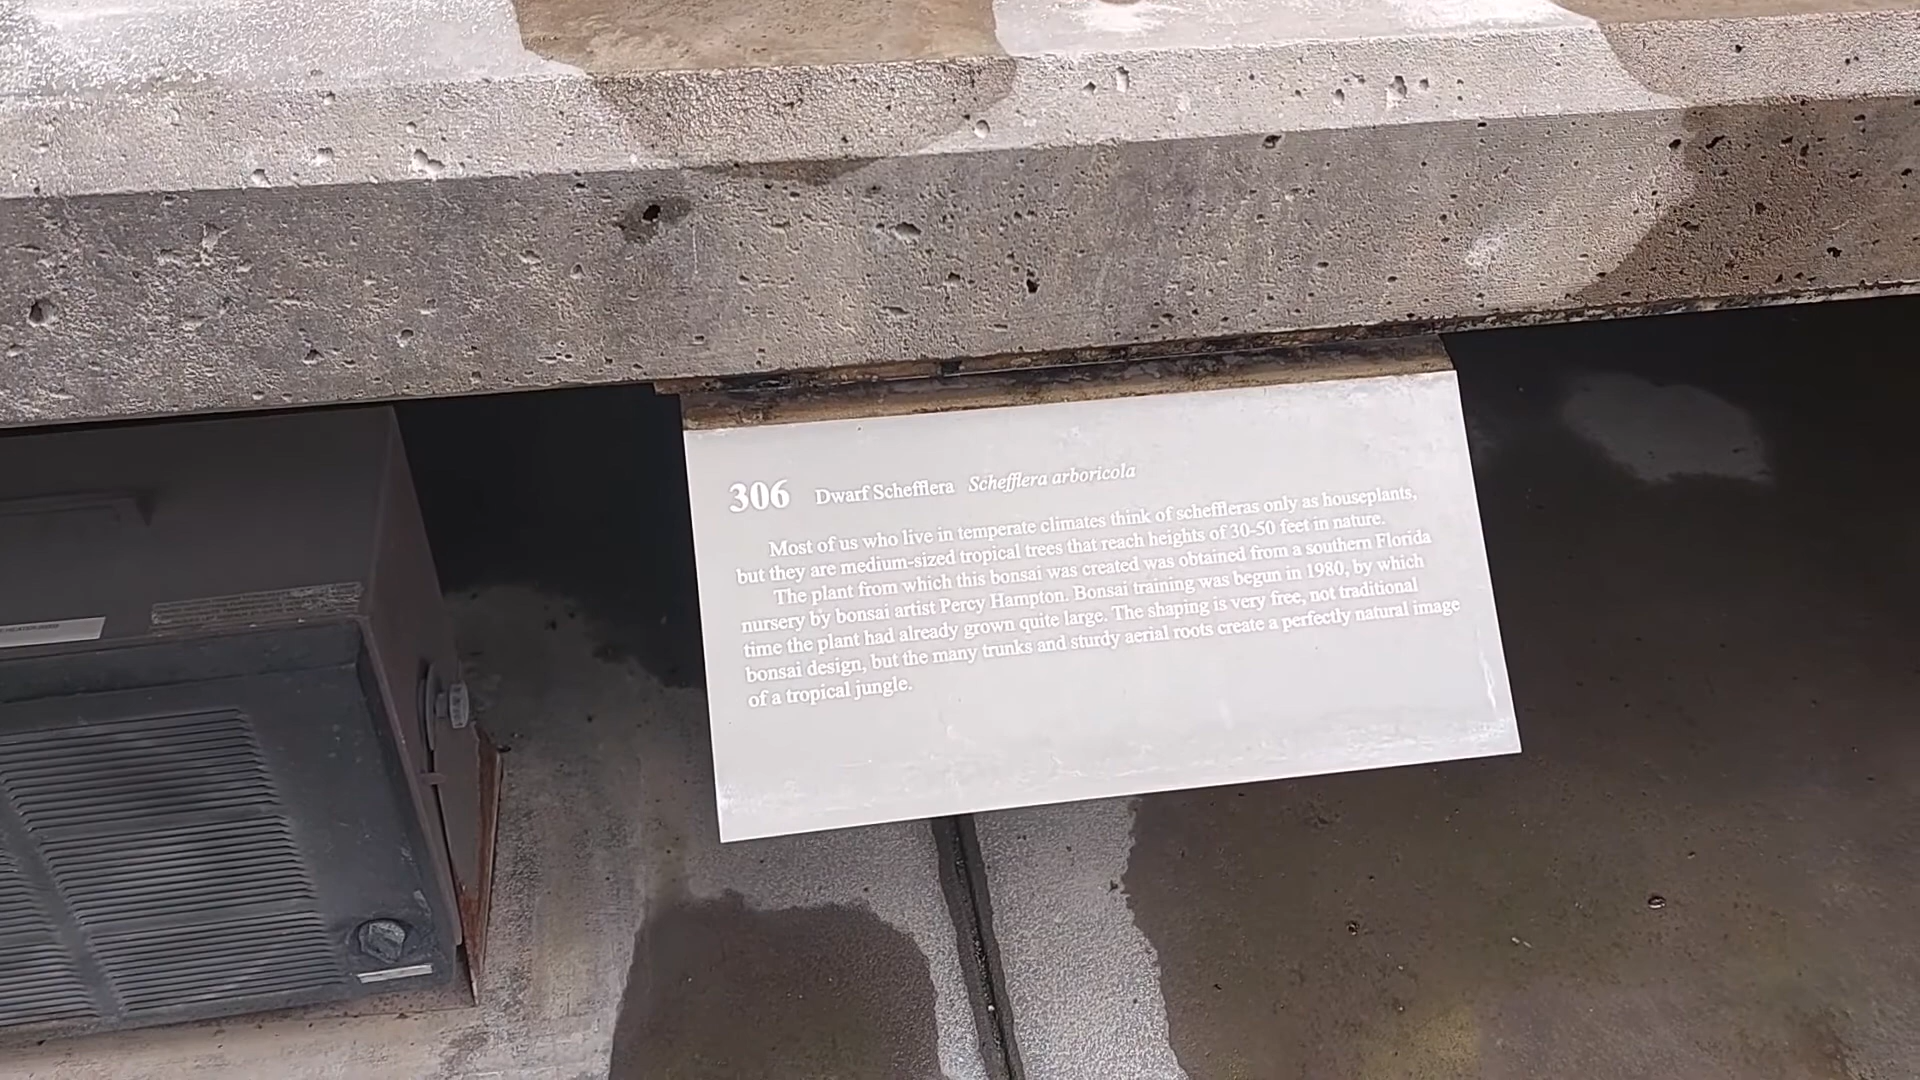 306 Dwarf Schefflera Schefflera arboricola
Most of us who live in temperate climates think of scheffleras only as houseplants,
but they are medium-sized tropical trees that reach heights of 30-50 feet in nature.
The plant from which this bonsai was created was obtained from a southern Florida
nursery by bonsai artist Percy Hampton. Bonsai training was begun in 1980, by which
time the plant had already grown quite large. The shaping is very free, not traditional
bonsai design, but the many trunks and sturdy aerial roots create a perfectly natural image
of a tropical jungle.